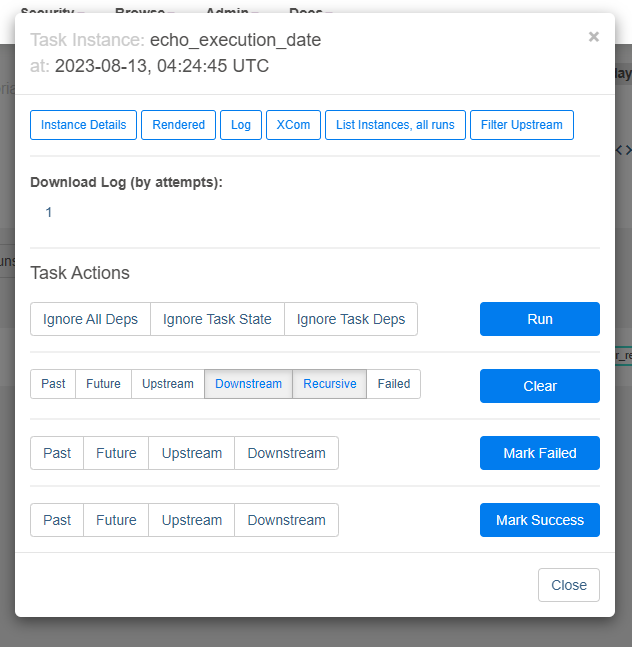 Security Browse Admin Docs
Task Instance: echo_execution_date
at: 2023-08-13, 04:24:45 UTC
×
Instance Details Rendered Log XCom List Instances, all runs Filter Upstream
Download Log (by attempts):
1
Task Actions
Ignore All Deps Ignore Task State Ignore Task Deps Run
Past Future Upstream Downstream Recursive Failed Clear
Past Future Upstream Downstream Mark Failed
Past Future Upstream Downstream Mark Success
Close